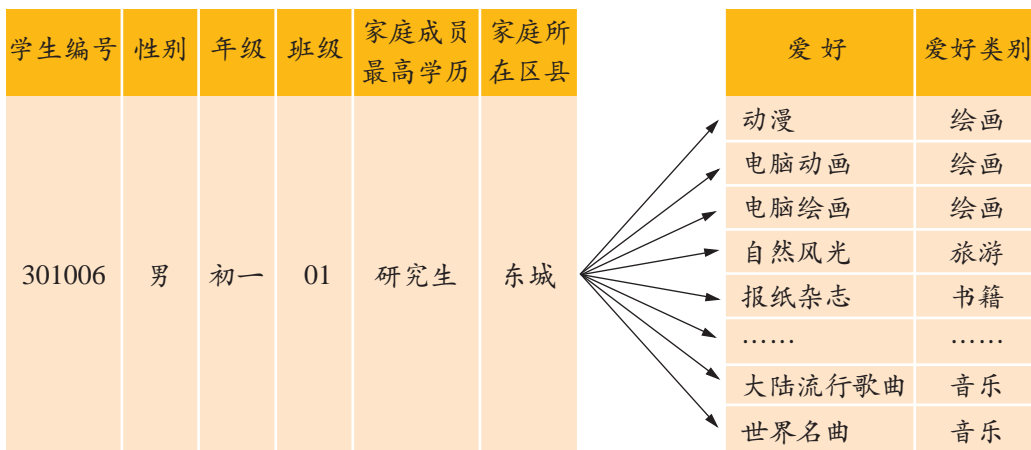 学生编号 性别 年级 班级 家庭成员最高学历 家庭所在区县
301006 男 初一 01 研究生 东城
爱好 爱好类别
动漫 绘画
电脑动画 绘画
电脑绘画 绘画
自然风光 旅游
报纸杂志 书籍
…… ……
大陆流行歌曲 音乐
世界名曲 音乐